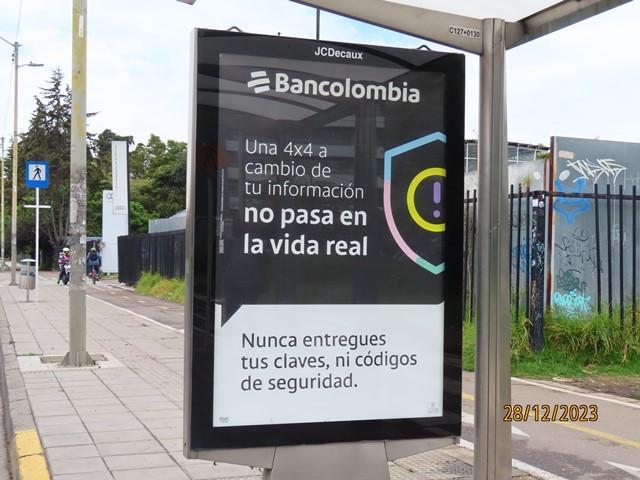 C127+0130
JCDecaux
Bancolombia
Una 4x4 a
cambio de
tu información
no pasa en
la vida real
Nunca entregues
tus claves, ni códigos
de seguridad.
28/12/2023